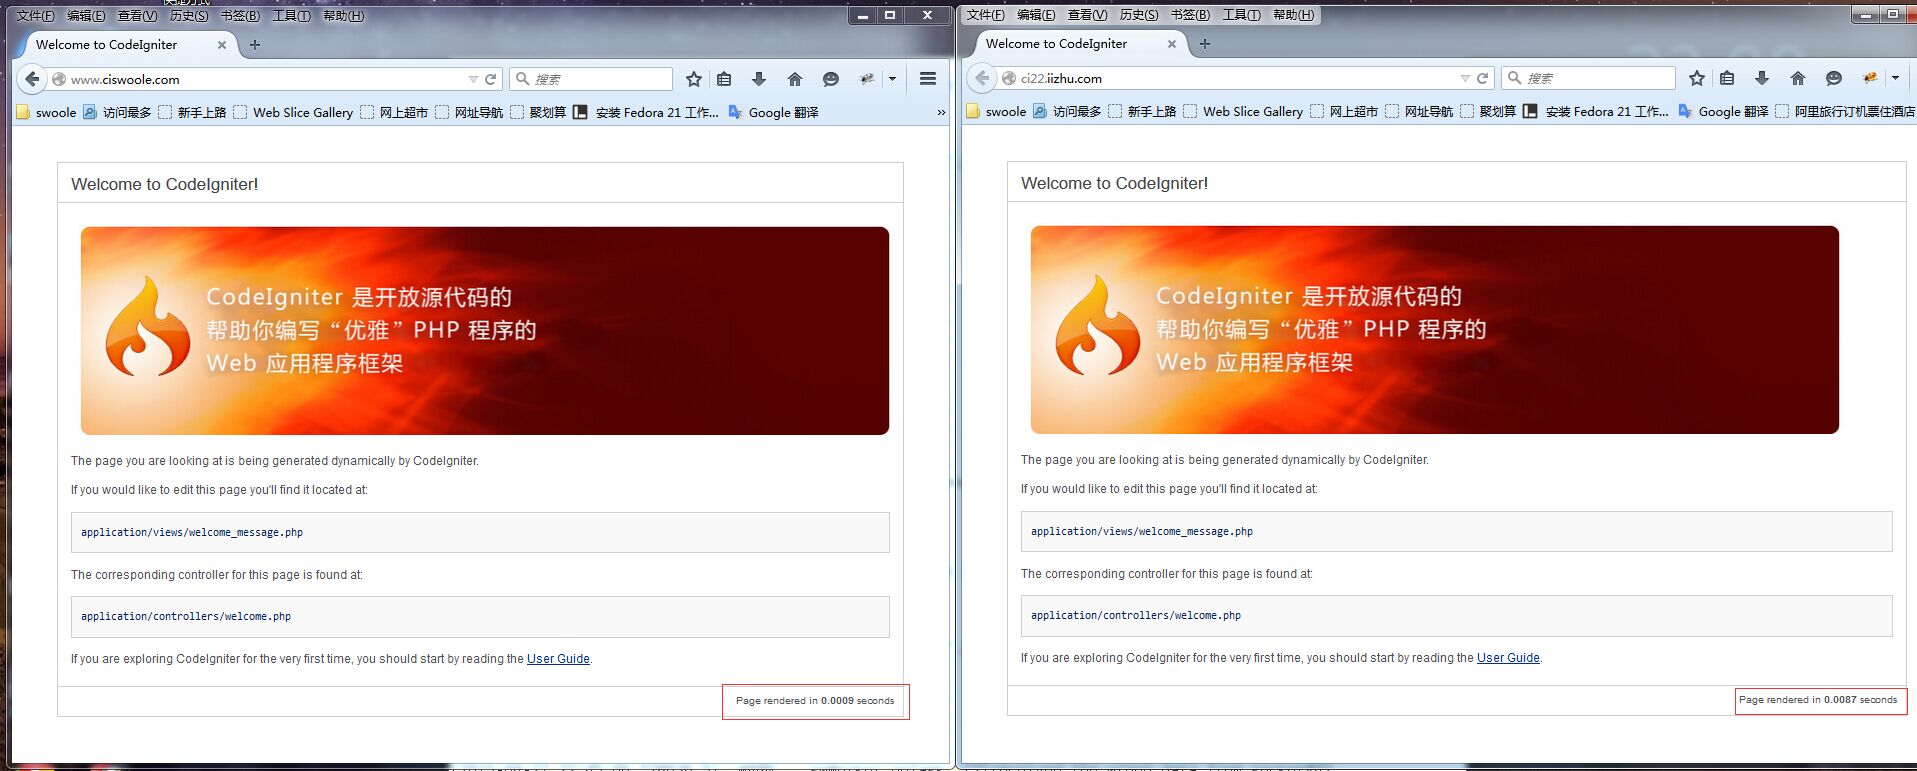 文件(F) 编辑(E) 查看(V) 历史(S) 书签(B) 工具(T) 帮助(H)
Welcome to CodeIgniter
www.ciswoole.com
搜索
swoole 访问最多 新手上路 Web Slice Gallery 网上超市 网址导航 聚划算 安装 Fedora 21 工作... Google 翻译 »
Welcome to CodeIgniter!
CodeIgniter 是开放源代码的
帮助你编写“优雅”PHP 程序的
Web 应用程序框架
The page you are looking at is being generated dynamically by CodeIgniter.
If you would like to edit this page you'll find it located at:
application/views/welcome_message.php
The corresponding controller for this page is found at:
application/controllers/welcome.php
If you are exploring CodeIgniter for the very first time, you should start by reading the User Guide.
Page rendered in 0.0009 seconds
文件(F) 编辑(E) 查看(V) 历史(S) 书签(B) 工具(T) 帮助(H)
Welcome to CodeIgniter
ci22.iizhu.com
搜索
swoole 访问最多 新手上路 Web Slice Gallery 网上超市 网址导航 聚划算 安装 Fedora 21 工作... Google 翻译 阿里旅行订机票住酒店
Welcome to CodeIgniter!
CodeIgniter 是开放源代码的
帮助你编写“优雅”PHP 程序的
Web 应用程序框架
The page you are looking at is being generated dynamically by CodeIgniter.
If you would like to edit this page you'll find it located at:
application/views/welcome_message.php
The corresponding controller for this page is found at:
application/controllers/welcome.php
If you are exploring CodeIgniter for the very first time, you should start by reading the User Guide.
Page rendered in 0.0087 seconds